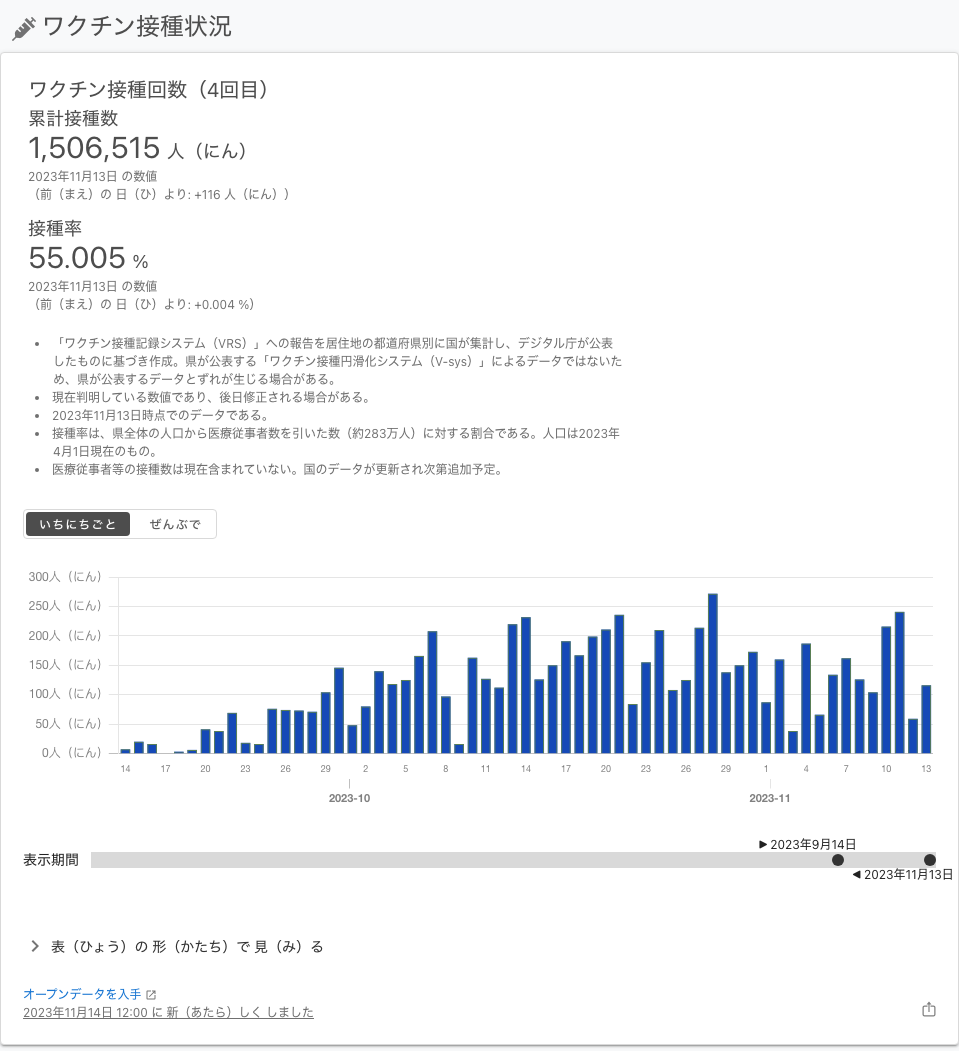 ワクチン接種状況
ワクチン接種回数（4回目）
累計接種数
1,506,515 人（にん）
2023年11月13日 の数値
（前（まえ）の 日（ひ）より: +116 人（にん））
接種率
55.005 %
2023年11月13日 の数値
（前（まえ）の 日（ひ）より: +0.004 %）
• 「ワクチン接種記録システム（VRS）」への報告を居住地の都道府県別に国が集計し、デジタル庁が公表
したものに基づき作成。県が公表する「ワクチン接種円滑化システム（V-sys）」によるデータではないた
め、県が公表するデータとずれが生じる場合がある。
• 現在判明している数値であり、後日修正される場合がある。
• 2023年11月13日時点でのデータである。
• 接種率は、県全体の人口から医療従事者数を引いた数（約283万人）に対する割合である。人口は2023年
4月1日現在のもの。
• 医療従事者等の接種数は現在含まれていない。国のデータが更新され次第追加予定。
いちにちごと ぜんぶで
300人（にん）
250人（にん）
200人（にん）
150人（にん）
100人（にん）
50人（にん）
0人（にん）
14 17 20 23 26 29 2 5 8 11 14 17 20 23 26 29 1 4 7 10 13
2023-10 2023-11
▶ 2023年9月14日
表示期間
◀ 2023年11月13日
表（ひょう）の 形（かたち）で 見（み）る
オープンデータを入手
2023年11月14日 12:00 に 新（あたら）しく しました